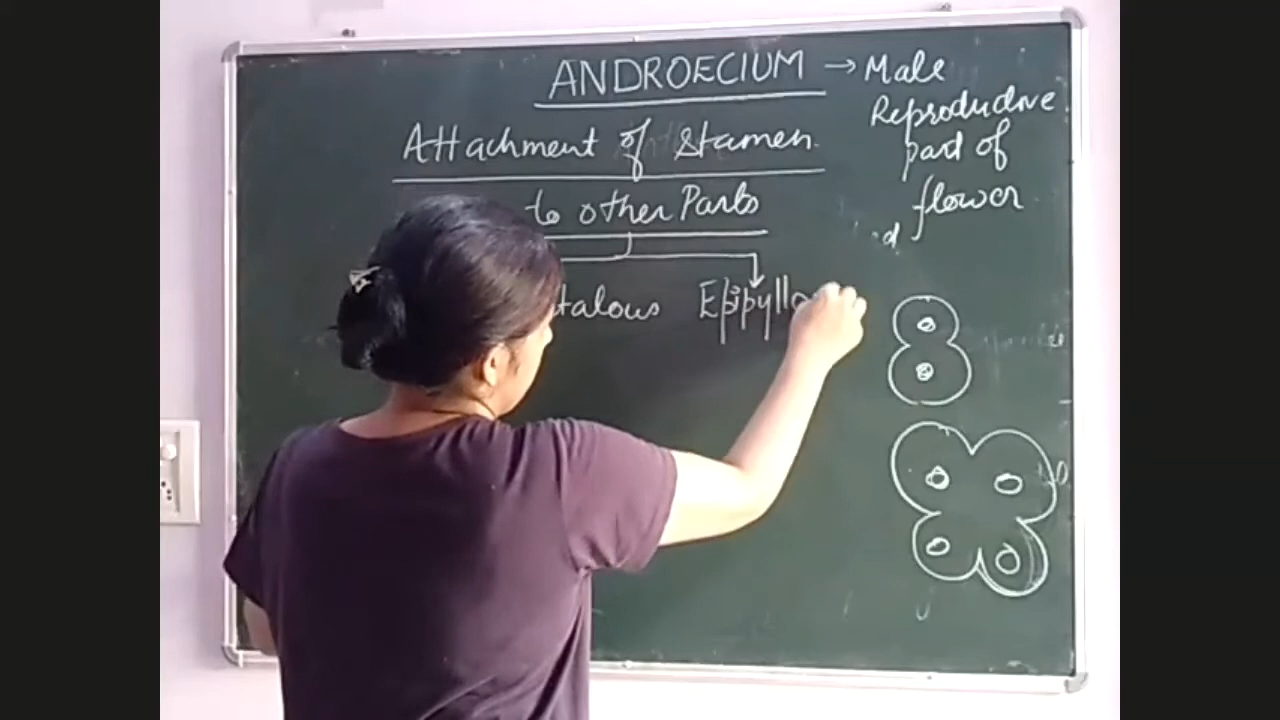 ANDROECIUM → Male
Reproductive
part of
flower
Attachment of Stamen
to other Parts
talous Epipyllo